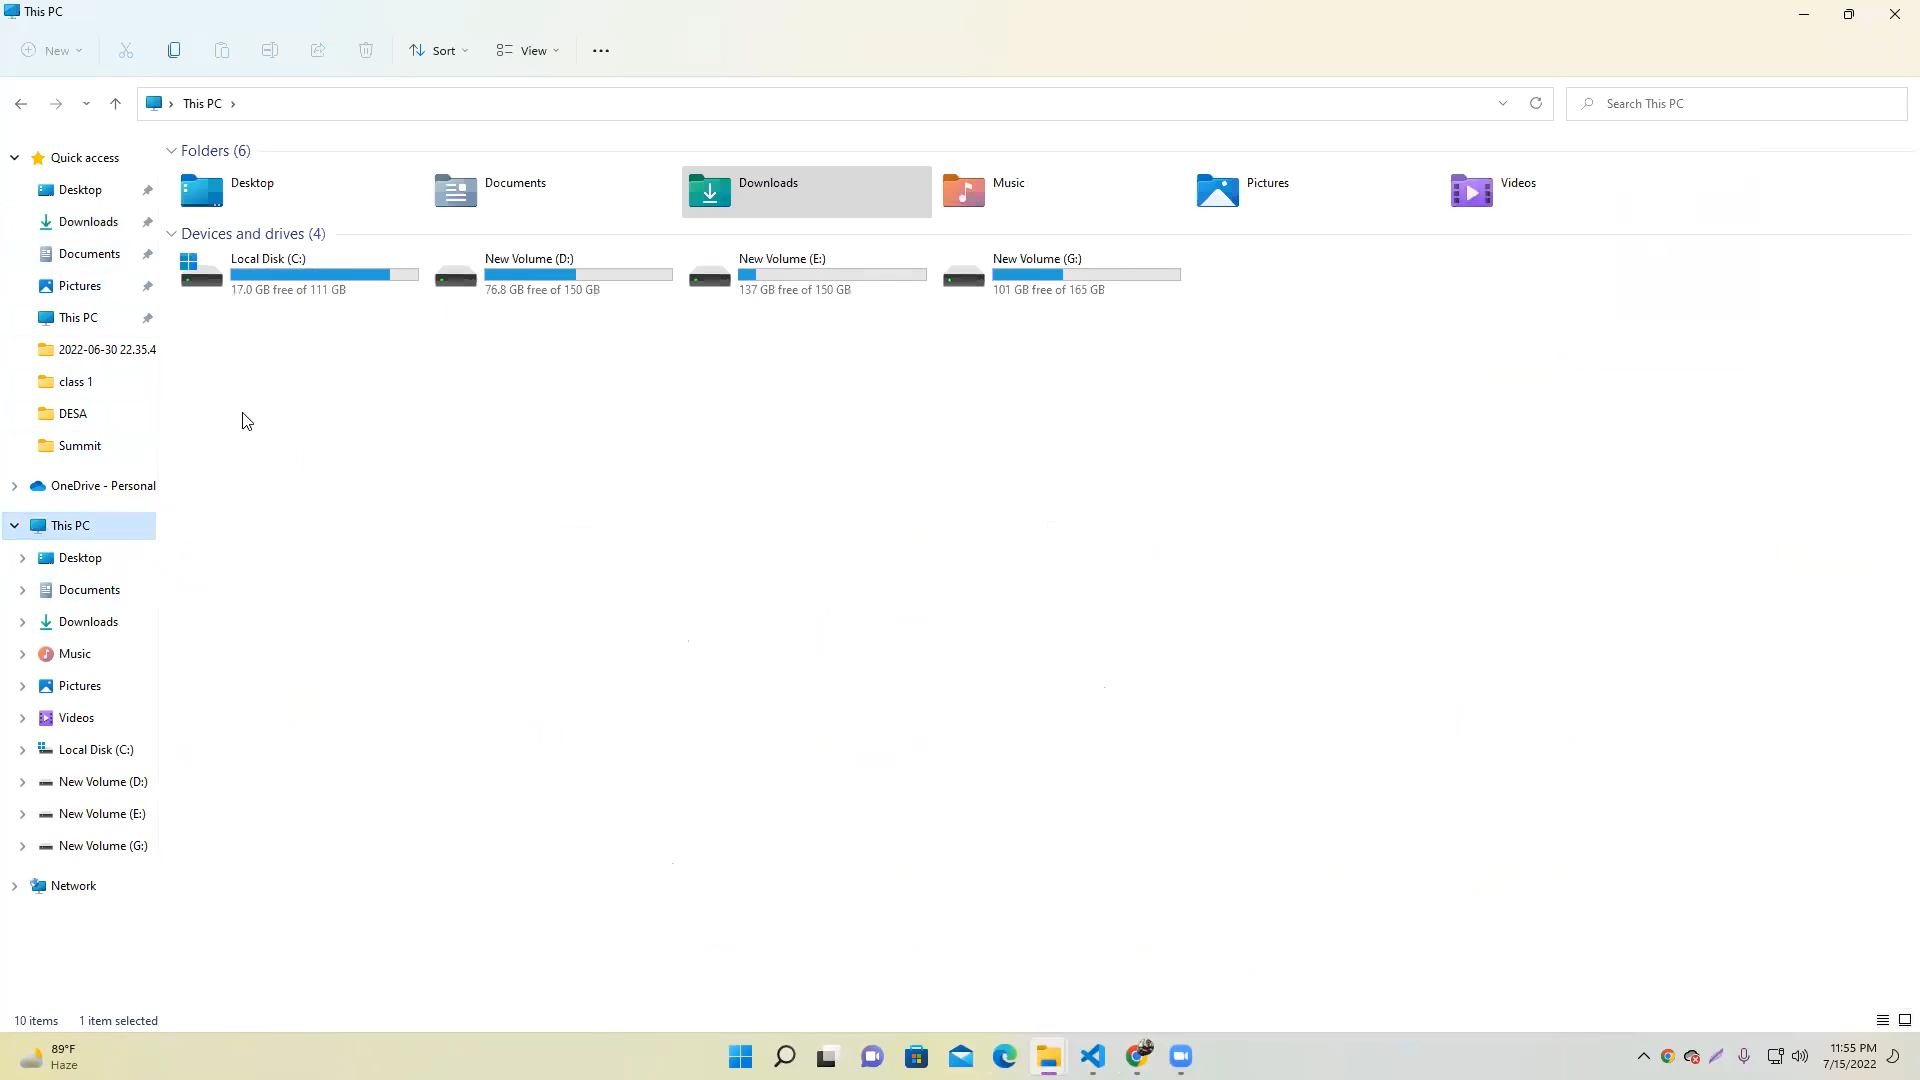 This PC
New
Sort
View
This PC
Search This PC
Quick access
Desktop
Downloads
Documents
Pictures
This PC
2022-06-30 22.35.4
class 1
DESA
Summit
OneDrive - Personal
This PC
Desktop
Documents
Downloads
Music
Pictures
Videos
Local Disk (C:)
New Volume (D:)
New Volume (E:)
New Volume (G:)
Network
Folders (6)
Desktop
Documents
Downloads
Music
Pictures
Videos
Devices and drives (4)
Local Disk (C:)
17.0 GB free of 111 GB
New Volume (D:)
76.8 GB free of 150 GB
New Volume (E:)
137 GB free of 150 GB
New Volume (G:)
101 GB free of 165 GB
10 items 1 item selected
89°F
Haze
11:55 PM
7/15/2022